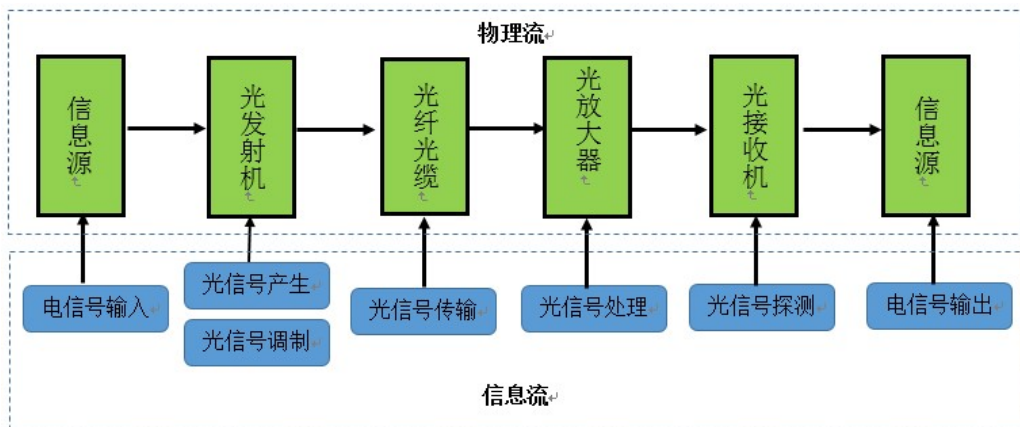 物理流
信息源
光发射机
光纤光缆
光放大器
光接收机
信息源
电信号输入
光信号产生
光信号调制
光信号传输
光信号处理
光信号探测
电信号输出
信息流